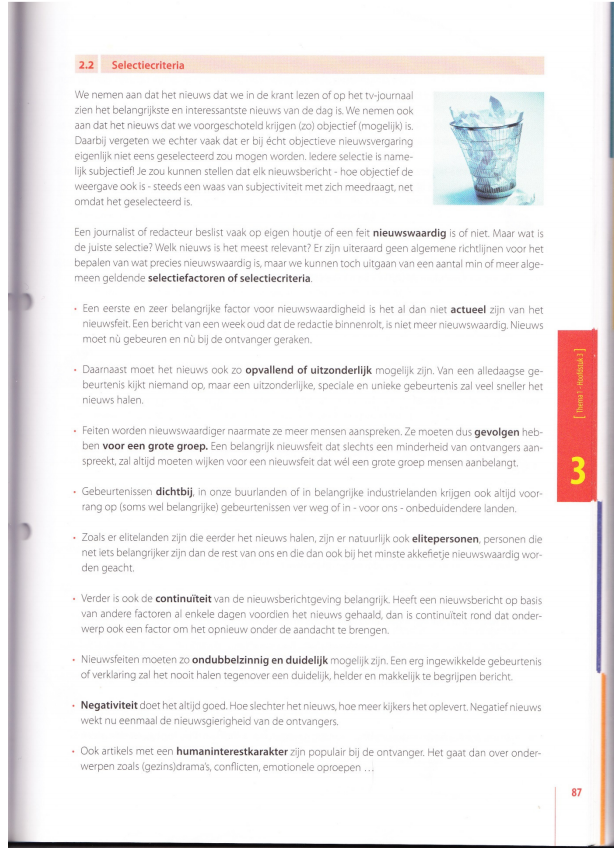 2.2 Selectiecriteria
We nemen aan dat het nieuws dat we in de krant lezen of op het tv-journaal
zien het belangrijkste en interessantste nieuws van de dag is. We nemen ook
aan dat het nieuws dat we voorgeschoteld krijgen (zo) objectief (mogelijk) is.
Daarbij vergeten we echter vaak dat er bij écht objectieve nieuwsvergaring
eigenlijk niet eens geselecteerd zou mogen worden. Iedere selectie is name-
lijk subjectief! Je zou kunnen stellen dat elk nieuwsbericht - hoe objectief de
weergave ook is - steeds een waas van subjectiviteit met zich meedraagt, net
omdat het geselecteerd is.
Een journalist of redacteur beslist vaak op eigen houtje of een feit nieuwswaardig is of niet. Maar wat is
de juiste selectie? Welk nieuws is het meest relevant? Er zijn uiteraard geen algemene richtlijnen voor het
bepalen van wat precies nieuwswaardig is, maar we kunnen toch uitgaan van een aantal min of meer alge-
meen geldende selectiefactoren of selectiecriteria.
• Een eerste en zeer belangrijke factor voor nieuwswaardigheid is het al dan niet actueel zijn van het
nieuwsfeit. Een bericht van een week oud dat de redactie binnenrolt, is niet meer nieuwswaardig. Nieuws
moet nù gebeuren en nù bij de ontvanger geraken.
• Daarnaast moet het nieuws ook zo opvallend of uitzonderlijk mogelijk zijn. Van een alledaagse ge-
beurtenis kijkt niemand op, maar een uitzonderlijke, speciale en unieke gebeurtenis zal veel sneller het
nieuws halen.
• Feiten worden nieuwswaardiger naarmate ze meer mensen aanspreken. Ze moeten dus gevolgen heb-
ben voor een grote groep. Een belangrijk nieuwsfeit dat slechts een minderheid van ontvangers aan-
spreekt, zal altijd moeten wijken voor een nieuwsfeit dat wél een grote groep mensen aanbelangt.
• Gebeurtenissen dichtbij, in onze buurlanden of in belangrijke industrielanden krijgen ook altijd voor-
rang op (soms wel belangrijke) gebeurtenissen ver weg of in - voor ons - onbeduidendere landen.
• Zoals er elitelanden zijn die eerder het nieuws halen, zijn er natuurlijk ook elitepersonen, personen die
net iets belangrijker zijn dan de rest van ons en die dan ook bij het minste akkefietje nieuwswaardig wor-
den geacht.
• Verder is ook de continuïteit van de nieuwsberichtgeving belangrijk. Heeft een nieuwsbericht op basis
van andere factoren al enkele dagen voordien het nieuws gehaald, dan is continuïteit rond dat onder-
werp ook een factor om het opnieuw onder de aandacht te brengen.
• Nieuwsfeiten moeten zo ondubbelzinnig en duidelijk mogelijk zijn. Een erg ingewikkelde gebeurtenis
of verklaring zal het nooit halen tegenover een duidelijk, helder en makkelijk te begrijpen bericht.
• Negativiteit doet het altijd goed. Hoe slechter het nieuws, hoe meer kijkers het oplevert. Negatief nieuws
wekt nu eenmaal de nieuwsgierigheid van de ontvangers.
• Ook artikels met een humaninterestkarakter zijn populair bij de ontvanger. Het gaat dan over onder-
werpen zoals (gezins)drama's, conflicten, emotionele oproepen …
[ Thema 1 - Hoofdstuk 3 ]
3
87